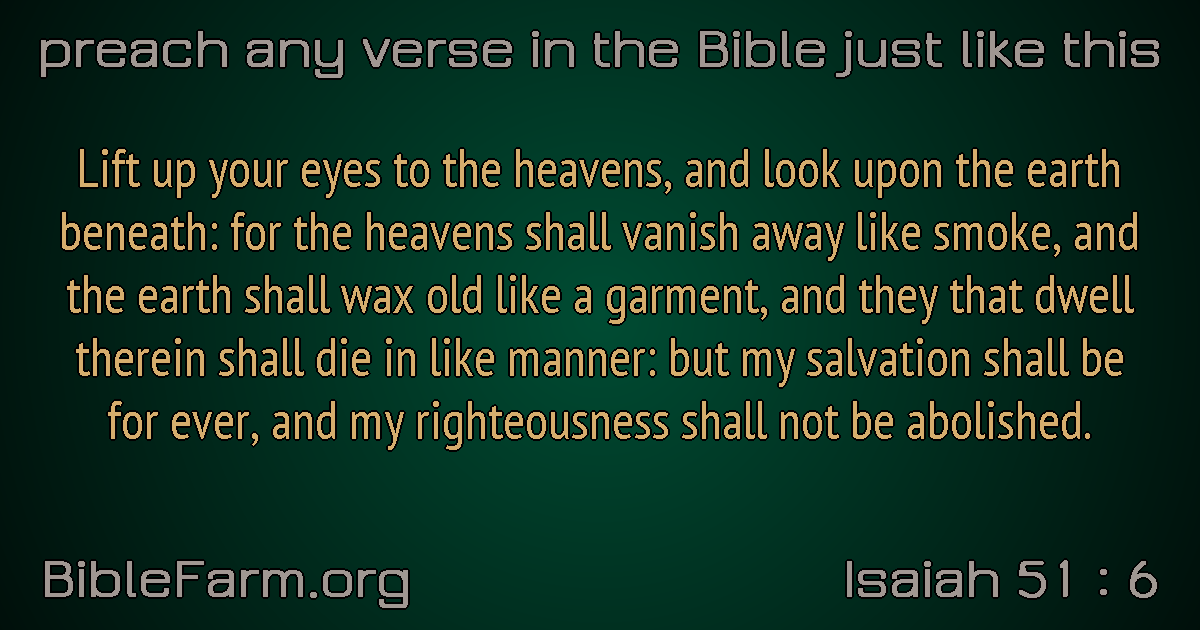 preach any verse in the Bible just like this
Lift up your eyes to the heavens, and look upon the earth
beneath: for the heavens shall vanish away like smoke, and
the earth shall wax old like a garment, and they that dwell
therein shall die in like manner: but my salvation shall be
for ever, and my righteousness shall not be abolished.
BibleFarm.org
Isaiah 51 : 6